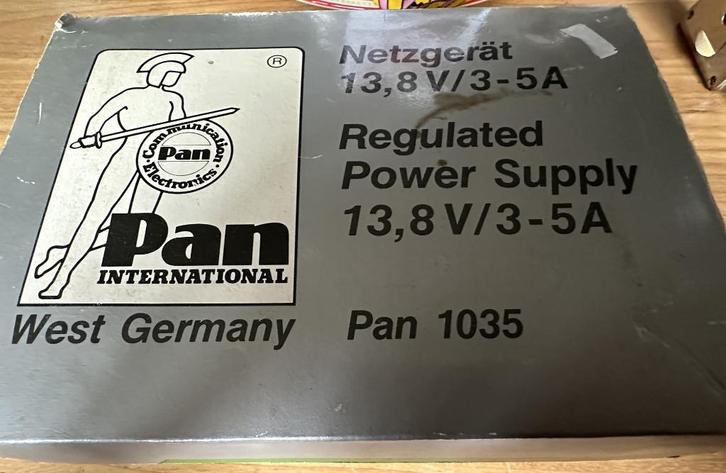 ®
Communication
Pan
Electronics
Pan
INTERNATIONAL
West Germany
Netzgerät
13,8 V/3-5A
Regulated
Power Supply
13,8 V/3-5A
Pan 1035